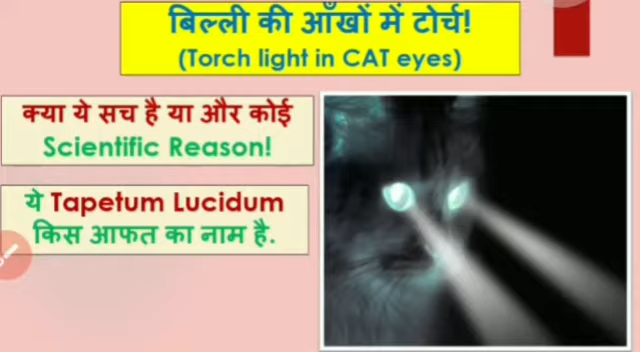 बिल्ली की आँखों में टोर्च!
(Torch light in CAT eyes)
क्या ये सच है या और कोई
Scientific Reason!
ये Tapetum Lucidum
किस आफत का नाम है.